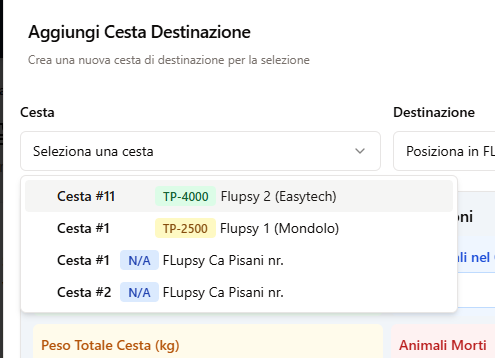 Aggiungi Cesta Destinazione
Crea una nuova cesta di destinazione per la selezione
Cesta
Destinazione
Seleziona una cesta
Posiziona in FL
Cesta #11 TP-4000 Flupsy 2 (Easytech)
Cesta #1 TP-2500 Flupsy 1 (Mondolo)
Cesta #1 N/A FLupsy Ca Pisani nr.
Cesta #2 N/A FLupsy Ca Pisani nr.
oni
ali nel
Peso Totale Cesta (kg)
Animali Morti